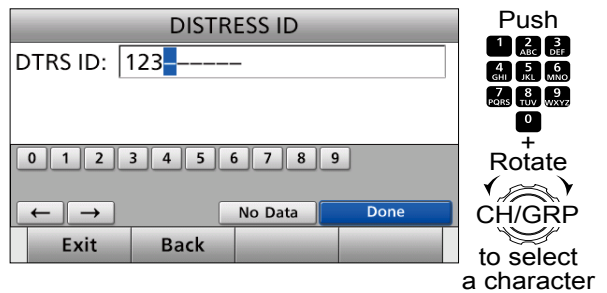 DISTRESS ID
DTRS ID: 123------
0 1 2 3 4 5 6 7 8 9
← → No Data Done
Exit Back
Push
1 2 ABC 3 DEF
4 GHI 5 JKL 6 MNO
7 PQRS 8 TUV 9 WXYZ
0
+
Rotate
CH/GRP
to select
a character